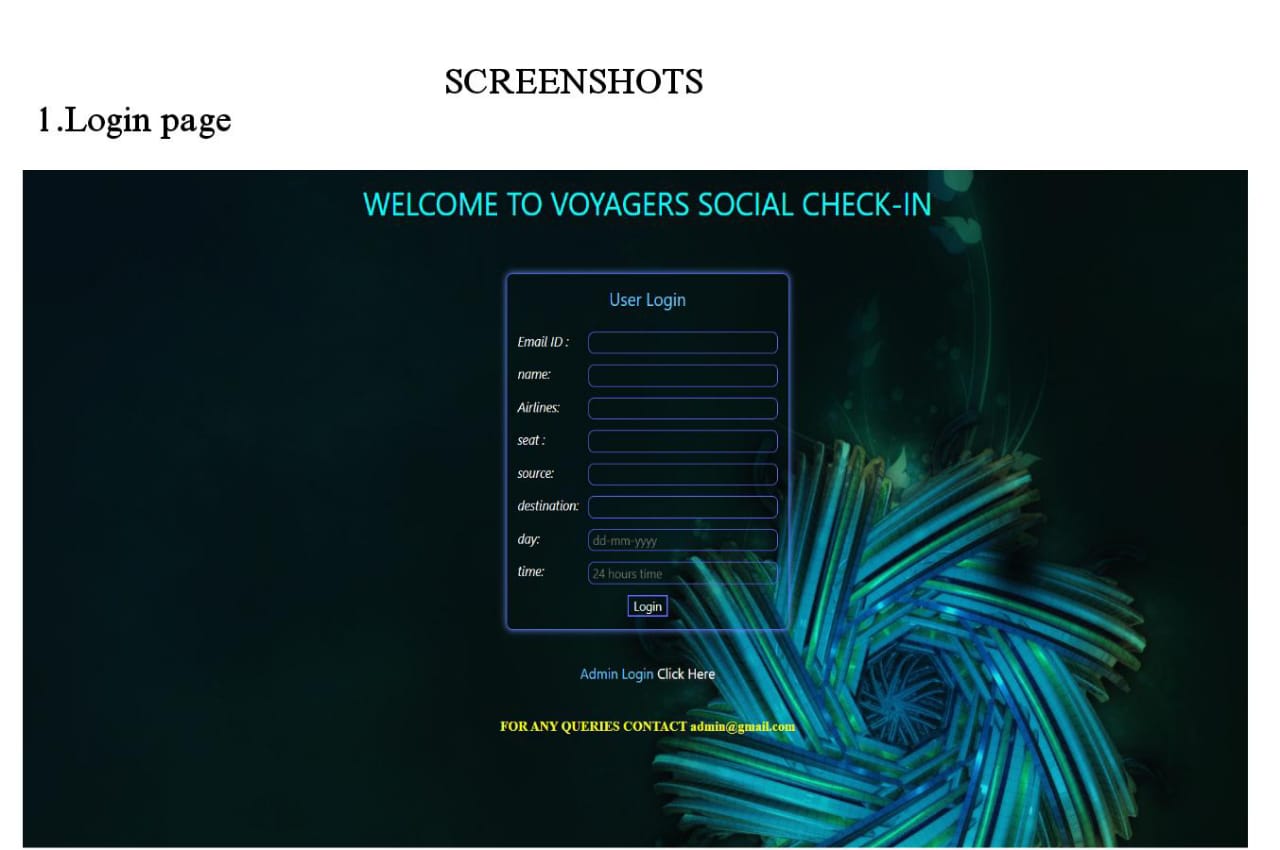 SCREENSHOTS
1.Login page
WELCOME TO VOYAGERS SOCIAL CHECK-IN
User Login
Email ID :
name:
Airlines:
seat :
source:
destination:
day: dd-mm-yyyy
time: 24 hours time
Login
Admin Login Click Here
FOR ANY QUERIES CONTACT admin@gmail.com